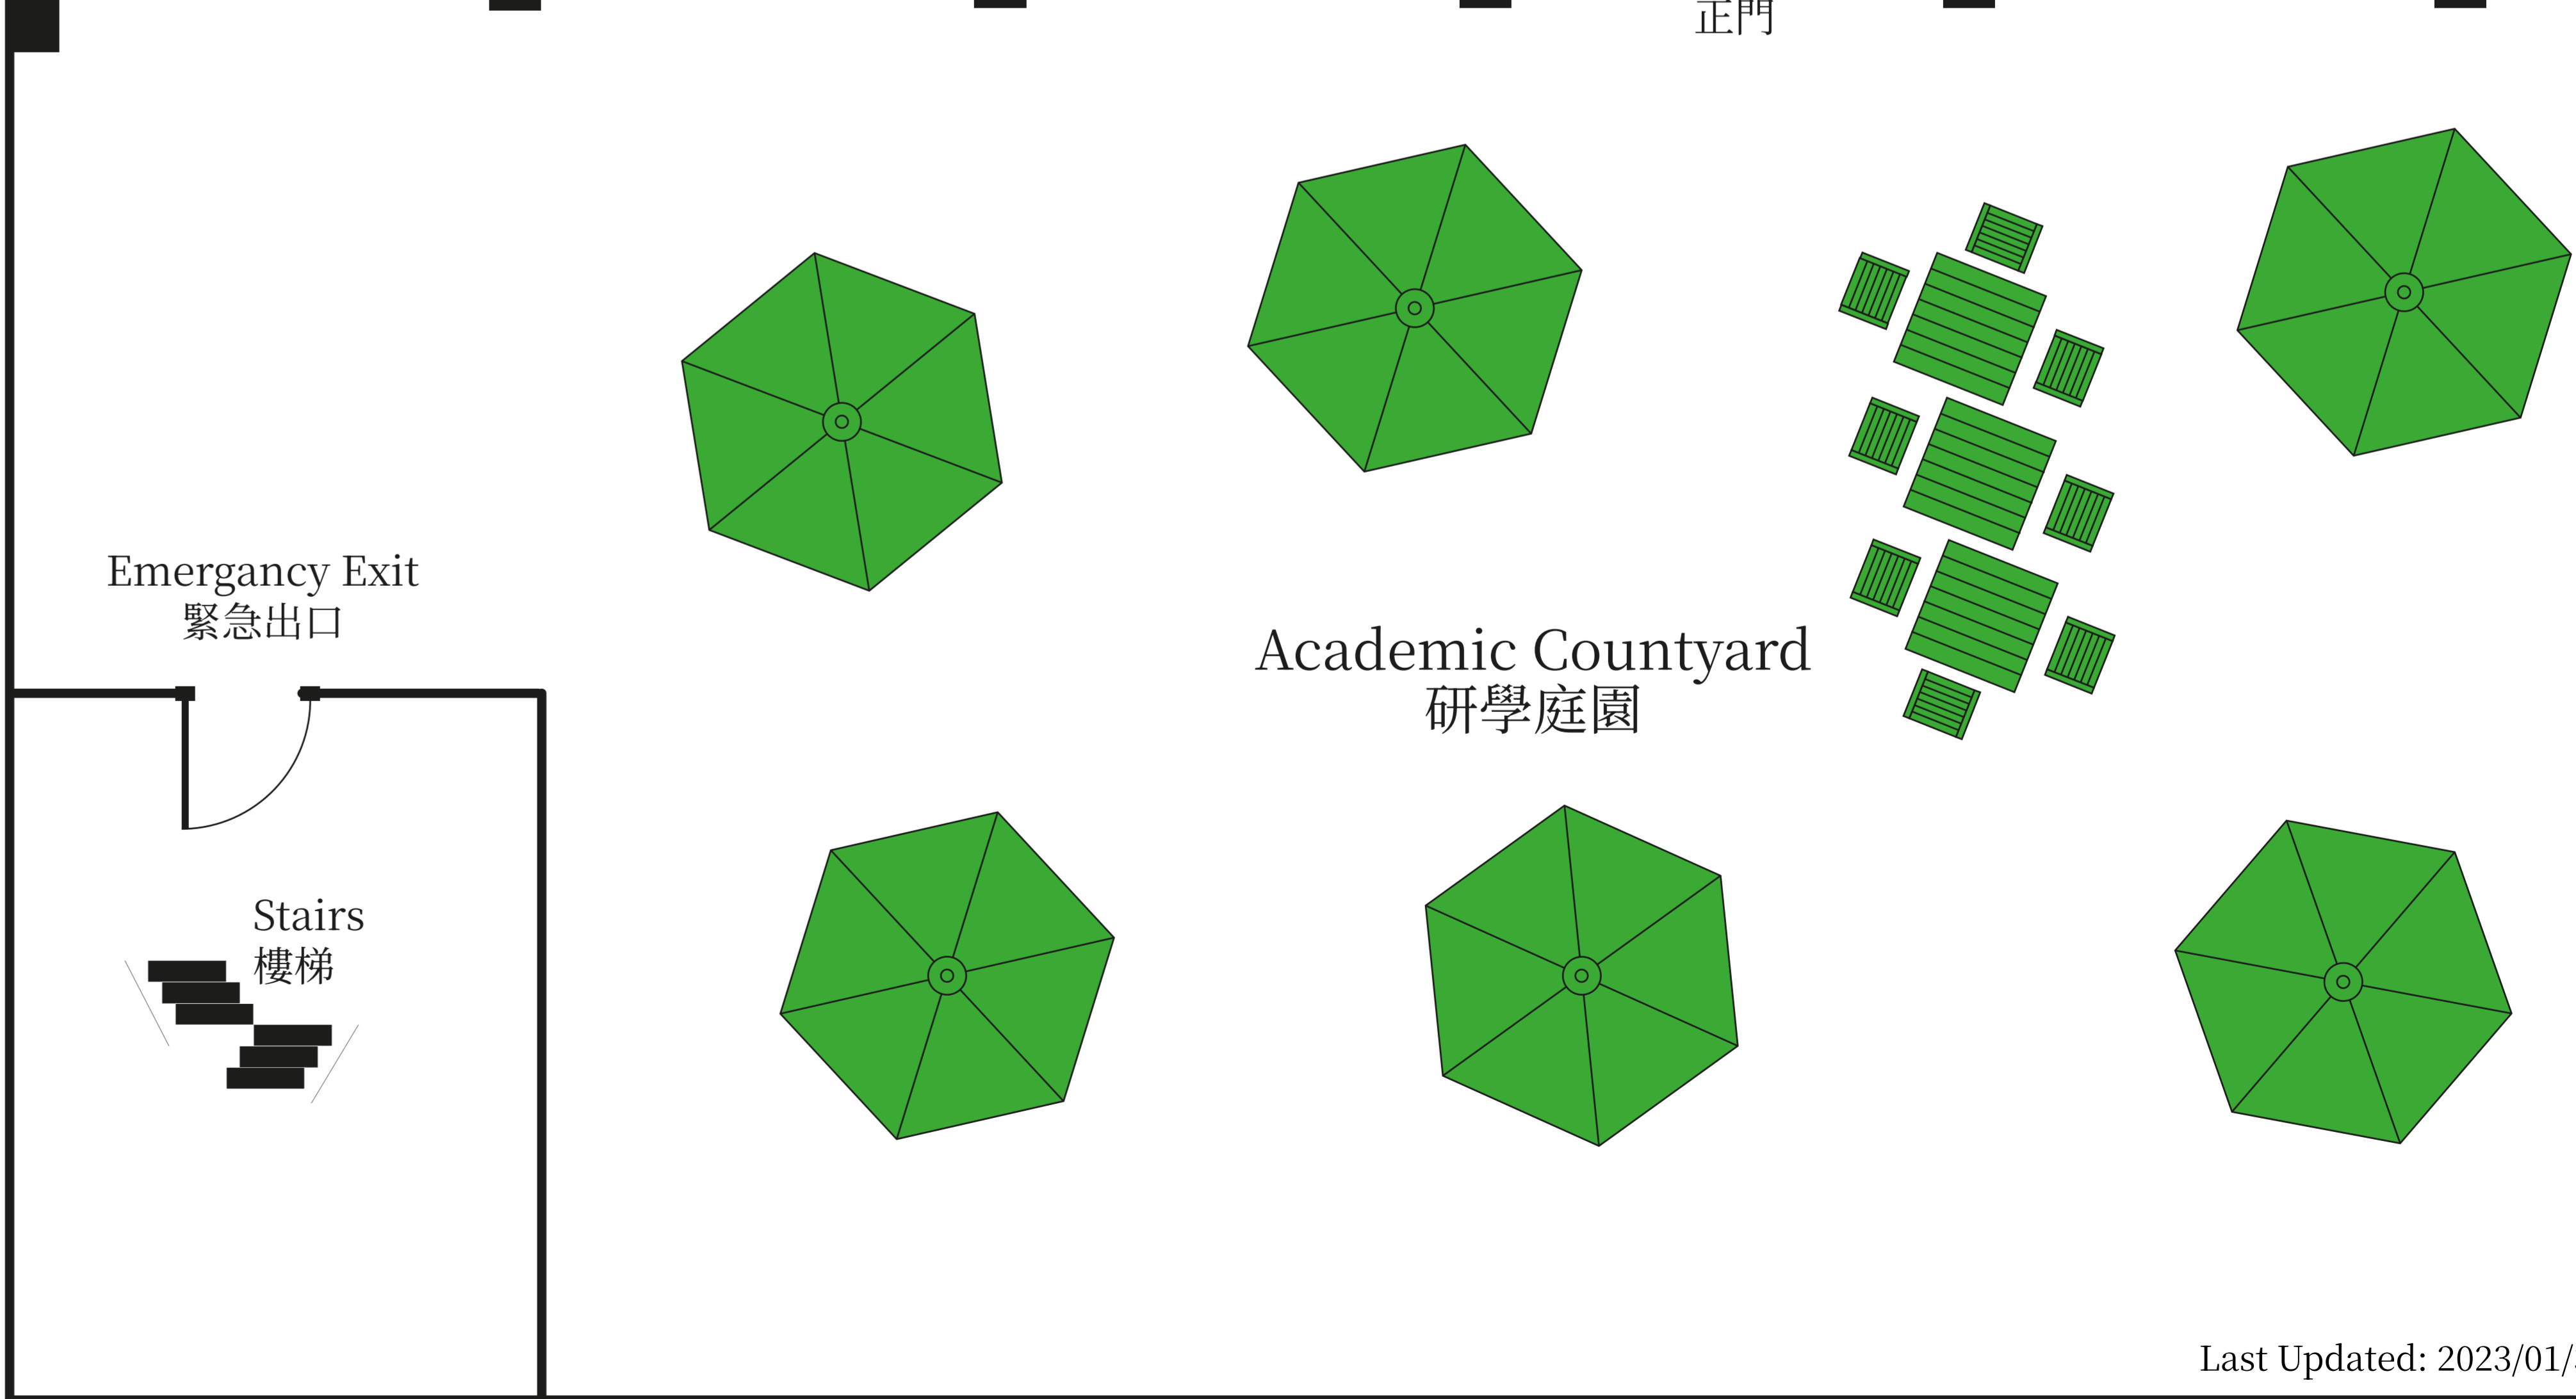 正門
Emergancy Exit
緊急出口
Academic Countyard
研學庭園
Stairs
樓梯
Last Updated: 2023/01/